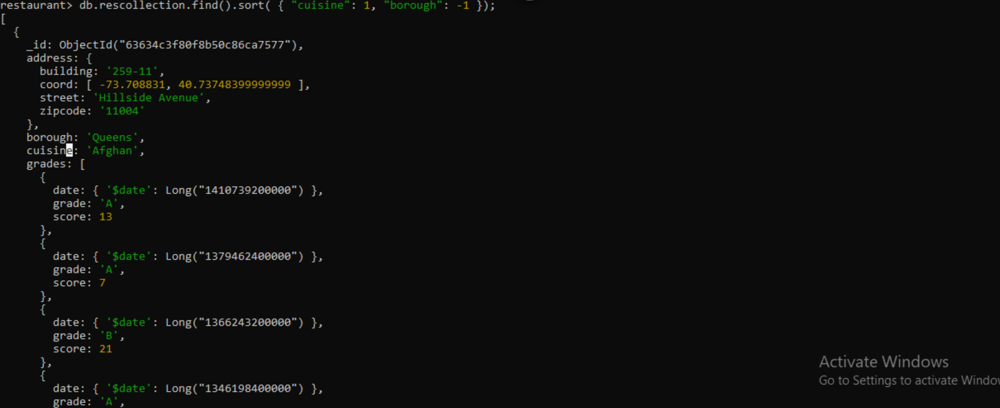 restaurant> db.rescollection.find().sort( { "cuisine": 1, "borough": -1 });
[
  {
    _id: ObjectId("63634c3f80f8b50c86ca7577"),
    address: {
      building: '259-11',
      coord: [ -73.708831, 40.73748399999999 ],
      street: 'Hillside Avenue',
      zipcode: '11004'
    },
    borough: 'Queens',
    cuisine: 'Afghan',
    grades: [
      {
        date: { '$date': Long("1410739200000") },
        grade: 'A',
        score: 13
      },
      {
        date: { '$date': Long("1379462400000") },
        grade: 'A',
        score: 7
      },
      {
        date: { '$date': Long("1366243200000") },
        grade: 'B',
        score: 21
      },
      {
        date: { '$date': Long("1346198400000") },
        grade: 'A',
Activate Windows
Go to Settings to activate Window